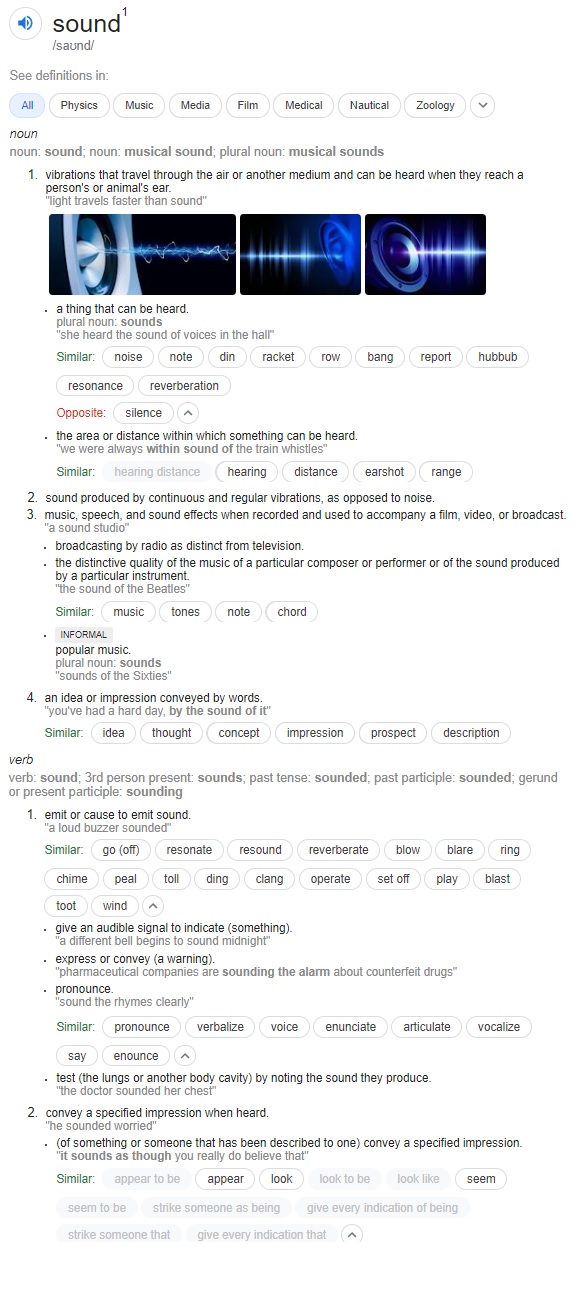 sound1
/saʊnd/
See definitions in:
All Physics Music Media Film Medical Nautical Zoology
noun
noun: sound; noun: musical sound; plural noun: musical sounds
1. vibrations that travel through the air or another medium and can be heard when they reach a
person's or animal's ear.
"light travels faster than sound"
• a thing that can be heard.
plural noun: sounds
"she heard the sound of voices in the hall"
Similar: noise note din racket row bang report hubbub
resonance reverberation
Opposite: silence
• the area or distance within which something can be heard.
"we were always within sound of the train whistles"
Similar: hearing distance hearing distance earshot range
2. sound produced by continuous and regular vibrations, as opposed to noise.
3. music, speech, and sound effects when recorded and used to accompany a film, video, or broadcast.
"a sound studio"
• broadcasting by radio as distinct from television.
• the distinctive quality of the music of a particular composer or performer or of the sound produced
by a particular instrument.
"the sound of the Beatles"
Similar: music tones note chord
• INFORMAL
popular music.
plural noun: sounds
"sounds of the Sixties"
4. an idea or impression conveyed by words.
"you've had a hard day, by the sound of it"
Similar: idea thought concept impression prospect description
verb
verb: sound; 3rd person present: sounds; past tense: sounded; past participle: sounded; gerund
or present participle: sounding
1. emit or cause to emit sound.
"a loud buzzer sounded"
Similar: go (off) resonate resound reverberate blow blare ring
chime peal toll ding clang operate set off play blast
toot wind
• give an audible signal to indicate (something).
"a different bell begins to sound midnight"
• express or convey (a warning).
"pharmaceutical companies are sounding the alarm about counterfeit drugs"
• pronounce.
"sound the rhymes clearly"
Similar: pronounce verbalize voice enunciate articulate vocalize
say enounce
• test (the lungs or another body cavity) by noting the sound they produce.
"the doctor sounded her chest"
2. convey a specified impression when heard.
"he sounded worried"
• (of something or someone that has been described to one) convey a specified impression.
"it sounds as though you really do believe that"
Similar: appear to be appear look look to be look like seem
seem to be strike someone as being give every indication of being
strike someone that give every indication that